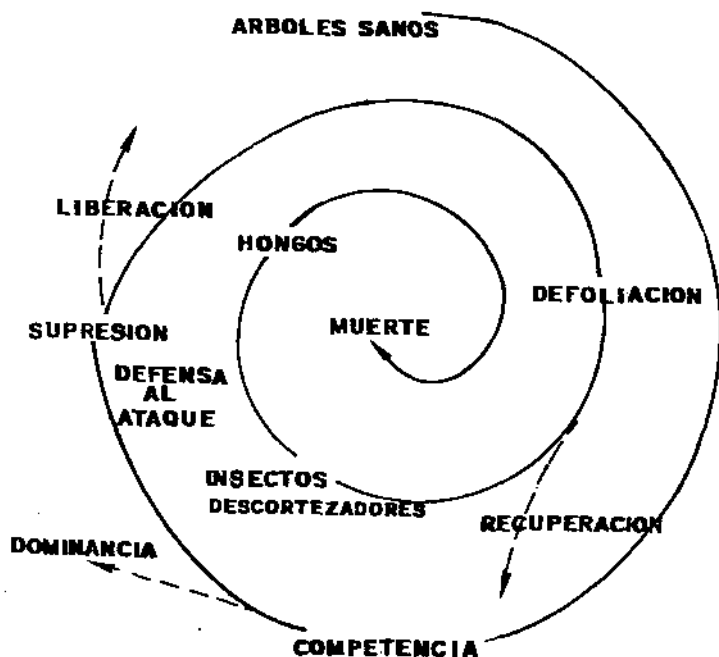 ARBOLES SANOS
LIBERACION
HONGOS
DEFOLIACION
SUPRESION
MUERTE
DEFENSA
AL
ATAQUE
INSECTOS
DESCORTEZADORES
RECUPERACION
DOMINANCIA
COMPETENCIA